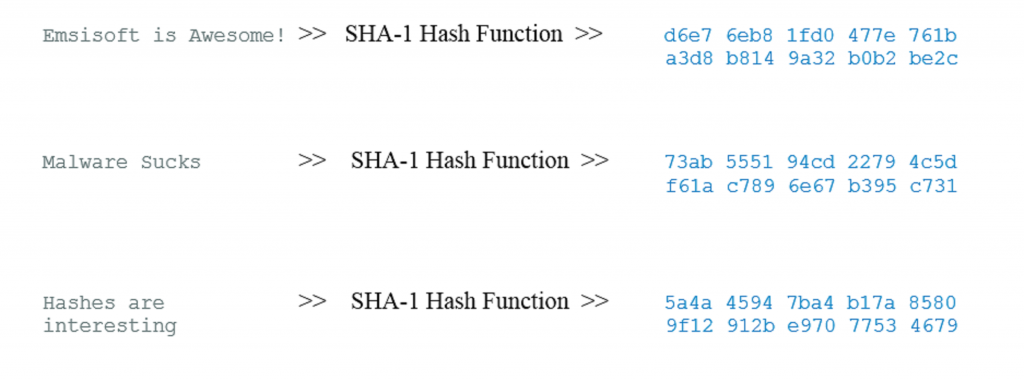 Emsisoft is Awesome! >> SHA-1 Hash Function >> d6e7 6eb8 1fd0 477e 761b
a3d8 b814 9a32 b0b2 be2c
Malware Sucks >> SHA-1 Hash Function >> 73ab 5551 94cd 2279 4c5d
f61a c789 6e67 b395 c731
Hashes are >> SHA-1 Hash Function >> 5a4a 4594 7ba4 b17a 8580
interesting 9f12 912b e970 7753 4679